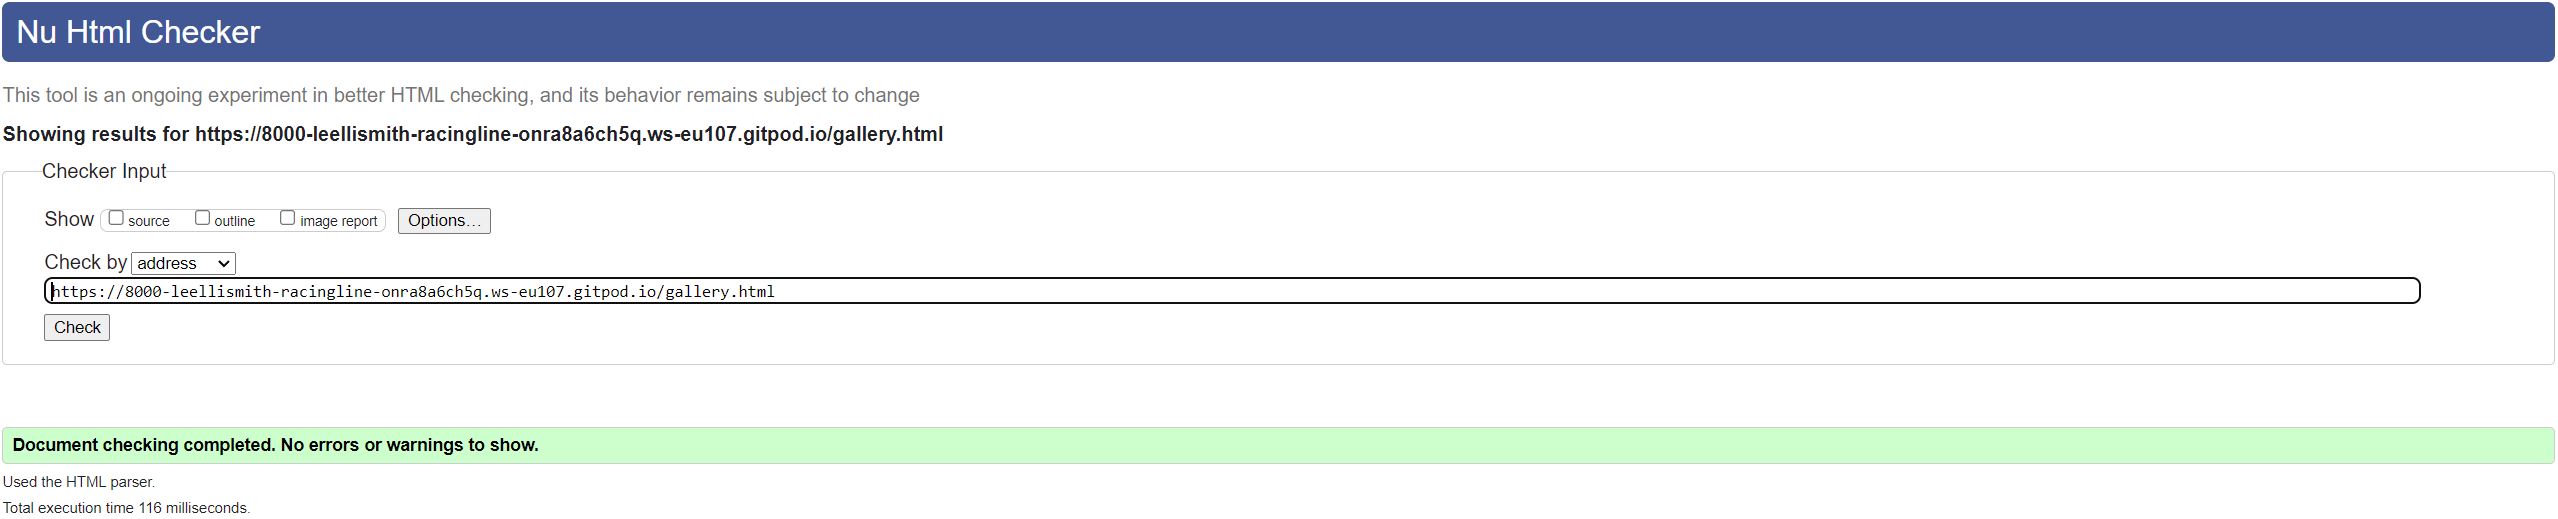 Nu Html Checker
This tool is an ongoing experiment in better HTML checking, and its behavior remains subject to change
Showing results for https://8000-leellismith-racingline-onra8a6ch5q.ws-eu107.gitpod.io/gallery.html
Checker Input
Show source outline image report Options...
Check by address
https://8000-leellismith-racingline-onra8a6ch5q.ws-eu107.gitpod.io/gallery.html
Check
Document checking completed. No errors or warnings to show.
Used the HTML parser.
Total execution time 116 milliseconds.